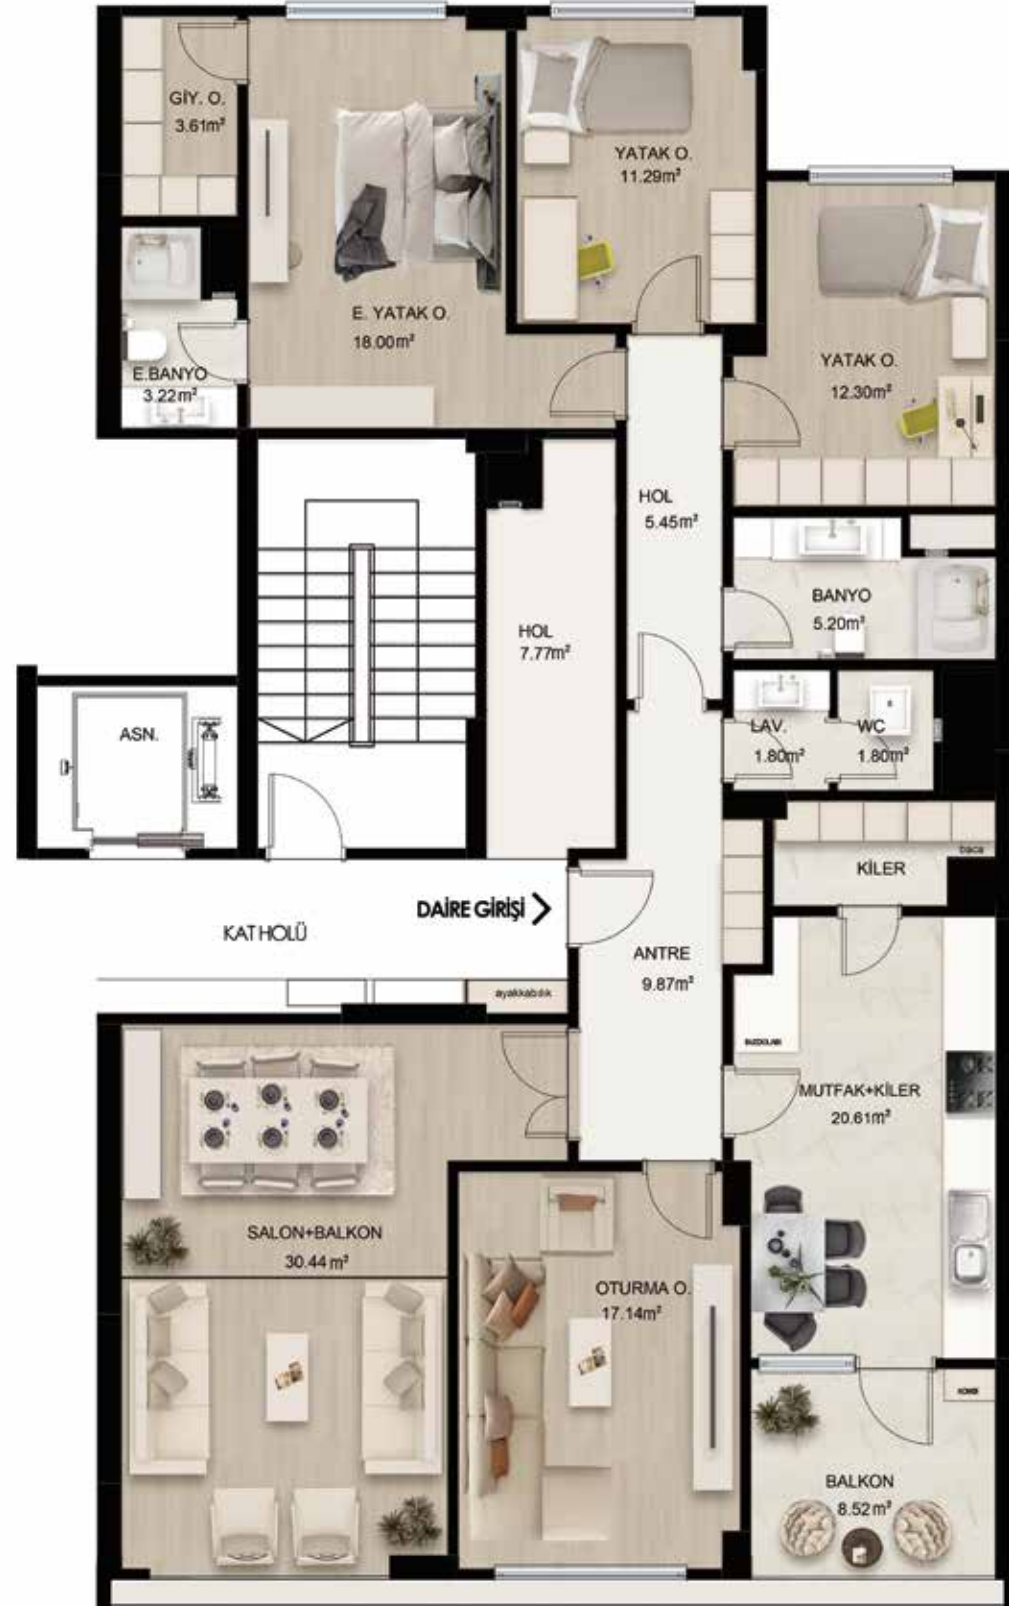 GİY. O.
3.61m²
YATAK O.
11.29m²
E. YATAK O.
18.00m²
YATAK O.
12.30m²
E.BANYO
3.22m²
HOL
5.45m²
HOL
7.77m²
BANYO
5.20m²
ASN.
LAV.
1.80m²
WC
1.80m²
baca
KİLER
DAİRE GİRİŞİ
KAT HOLÜ
ANTRE
9.87m²
ayakkabılık
BUZDOLABI
MUTFAK+KİLER
20.61m²
SALON+BALKON
30.44 m²
OTURMA O.
17.14m²
KOMBİ
BALKON
8.52 m²